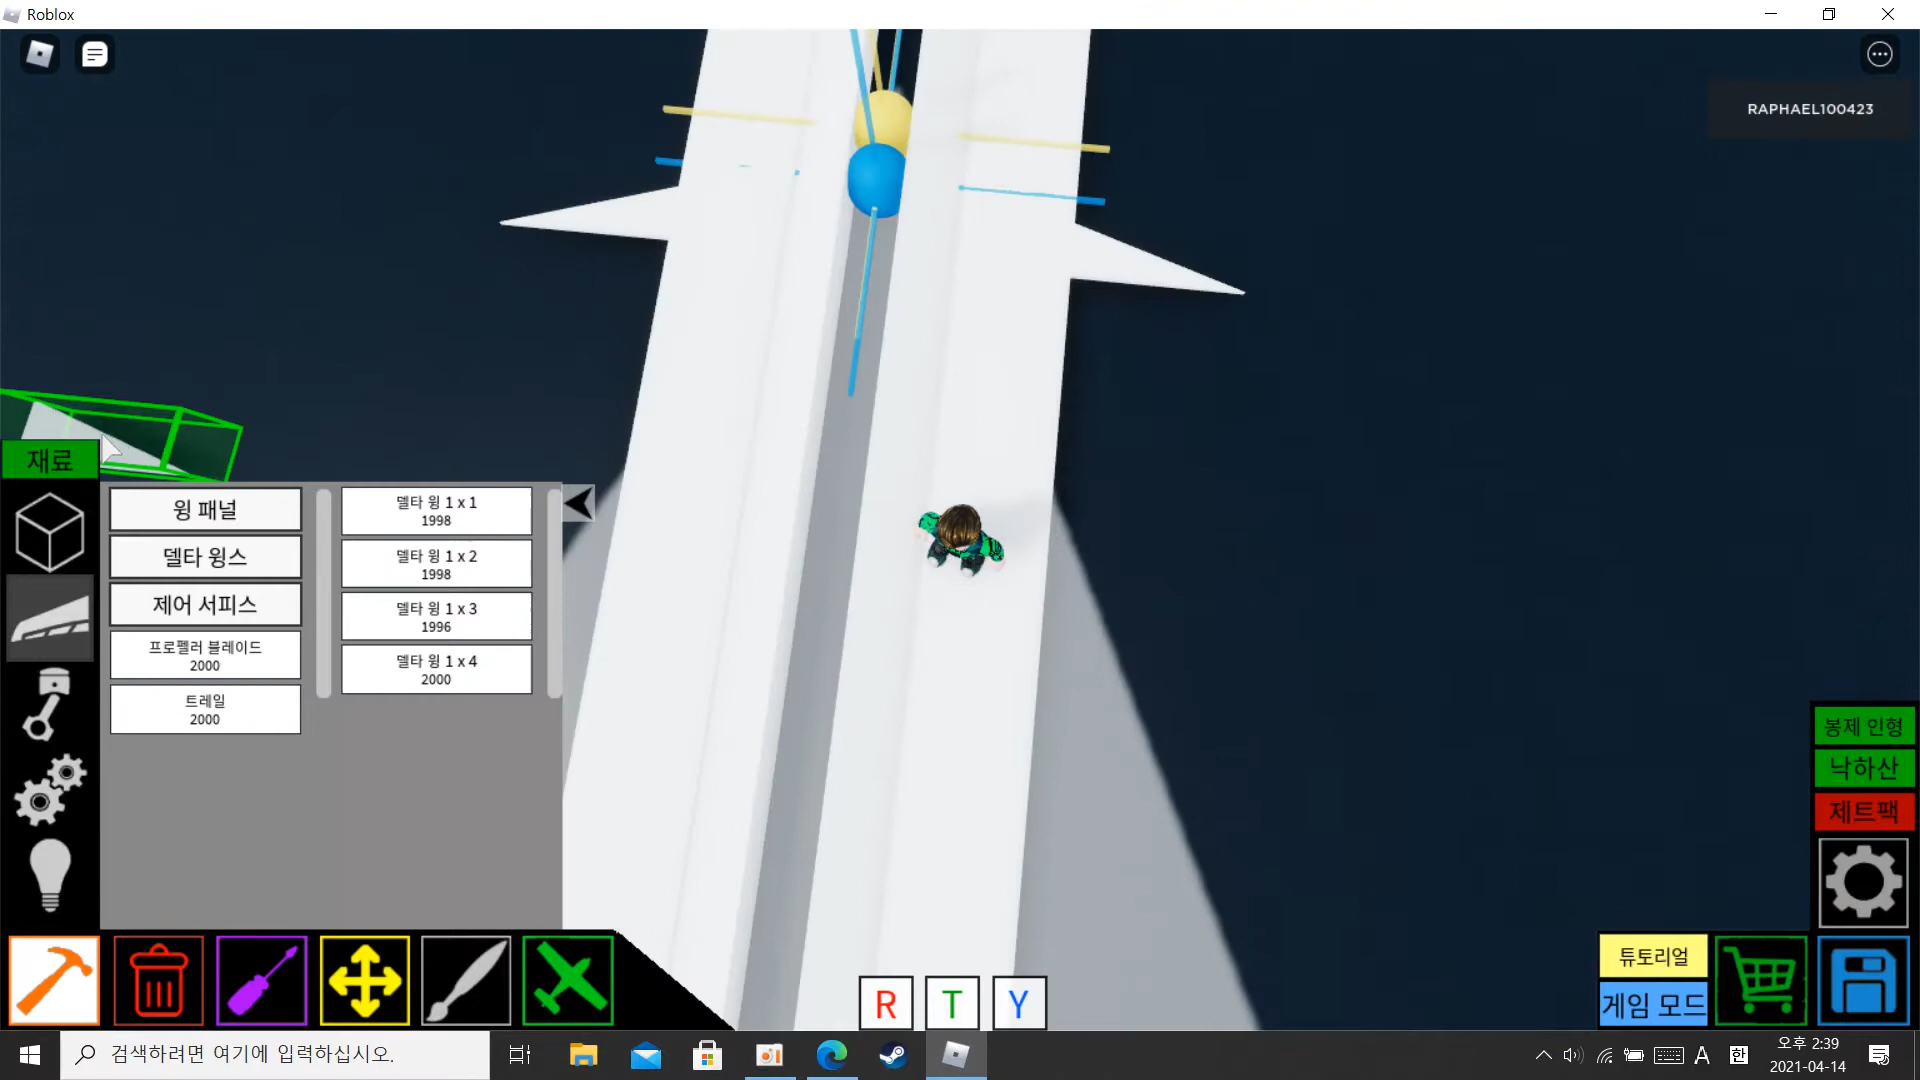 Roblox
RAPHAEL100423
재료
윙 패널
델타 윙스
제어 서피스
프로펠러 블레이드
2000
트레일
2000
델타 윙 1 x 1
1998
델타 윙 1 x 2
1998
델타 윙 1 x 3
1996
델타 윙 1 x 4
2000
봉제 인형
낙하산
제트팩
튜토리얼
게임 모드
R
T
Y
검색하려면 여기에 입력하십시오.
A
한
오후 2:39
2021-04-14